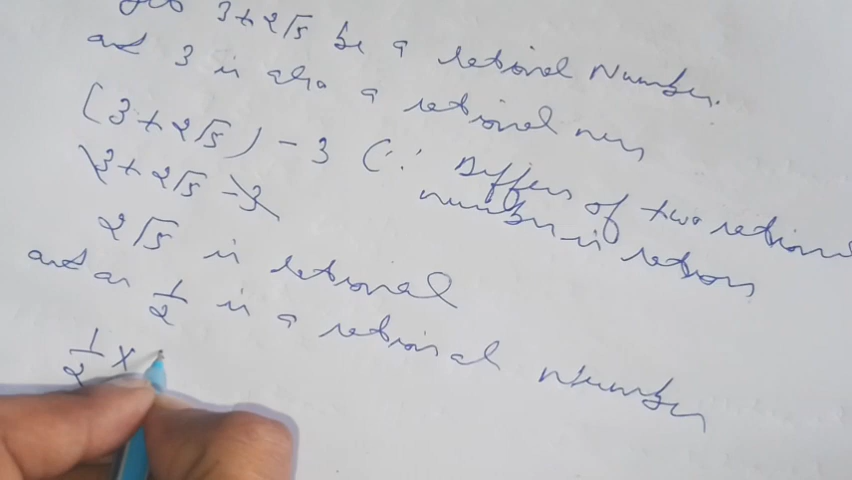 3+2√5 be a rational Number.
and 3 is also a rational num
(3+2√5) - 3 (∵ Differ of two rational
3+2√5 - 3 number is ration
2√5 is rational
and as 1/2 is a rational number
1/2 ×